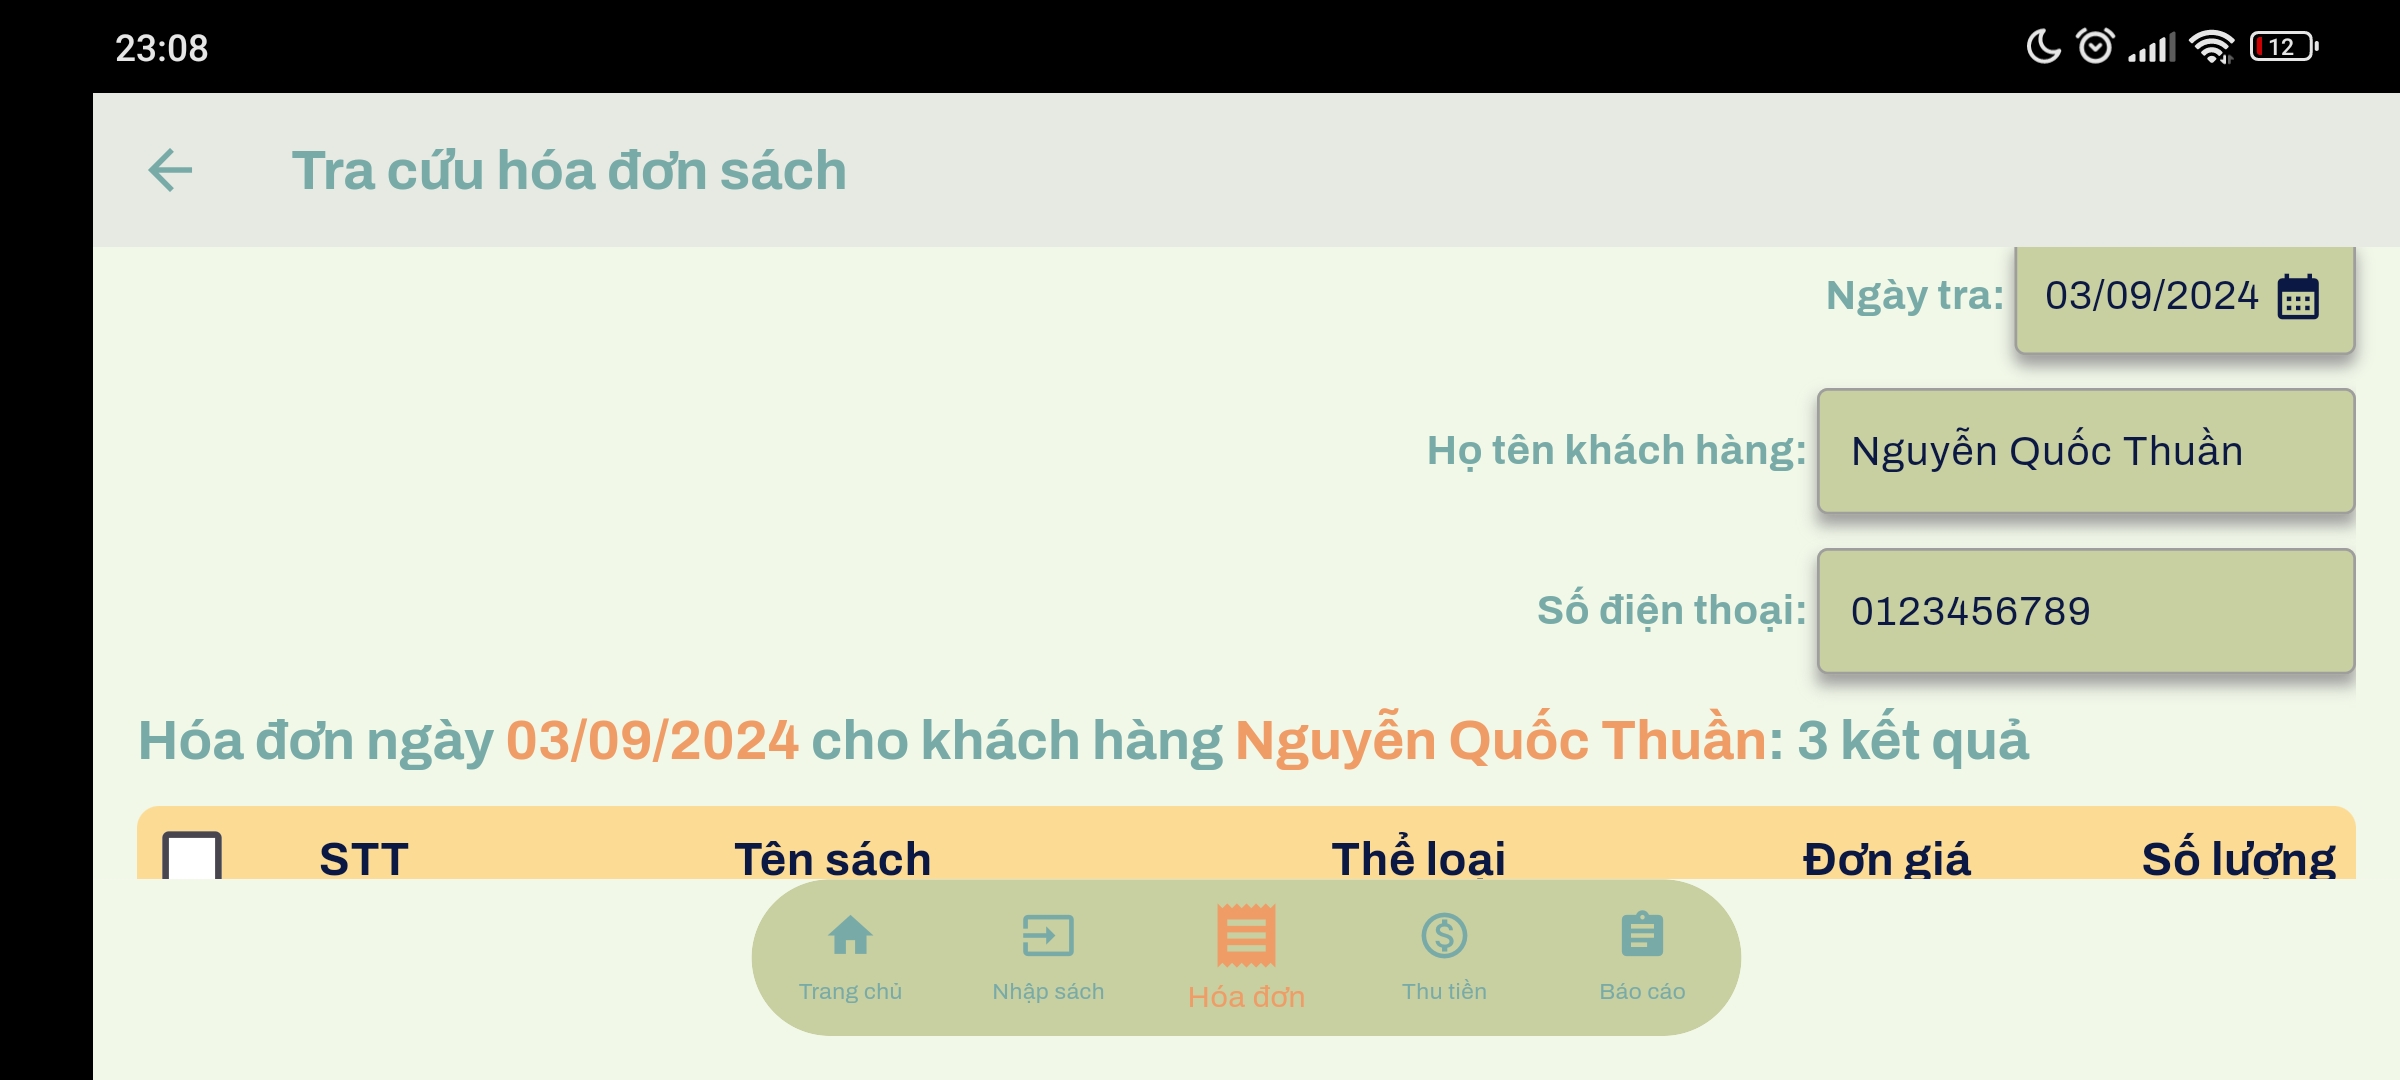 23:08
12
Tra cứu hóa đơn sách
Ngày tra: 03/09/2024
Họ tên khách hàng: Nguyễn Quốc Thuần
Số điện thoại: 0123456789
Hóa đơn ngày 03/09/2024 cho khách hàng Nguyễn Quốc Thuần: 3 kết quả
STT Tên sách Thể loại Đơn giá Số lượng
Trang chủ Nhập sách Hóa đơn Thu tiền Báo cáo